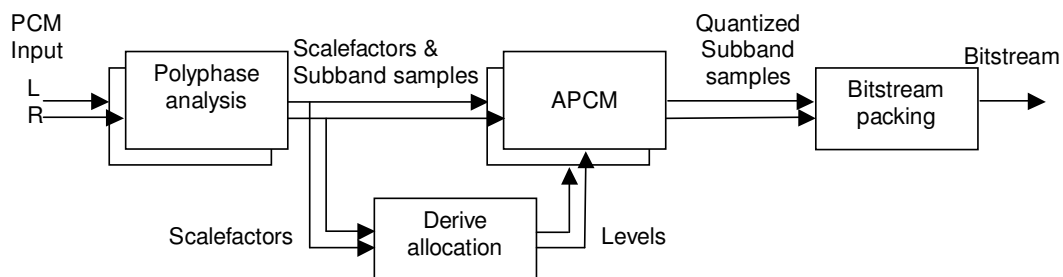 PCM
Input
L
R
Polyphase
analysis
Scalefactors &
Subband samples
APCM
Quantized
Subband
samples
Bitstream
packing
Bitstream
Scalefactors
Derive
allocation
Levels